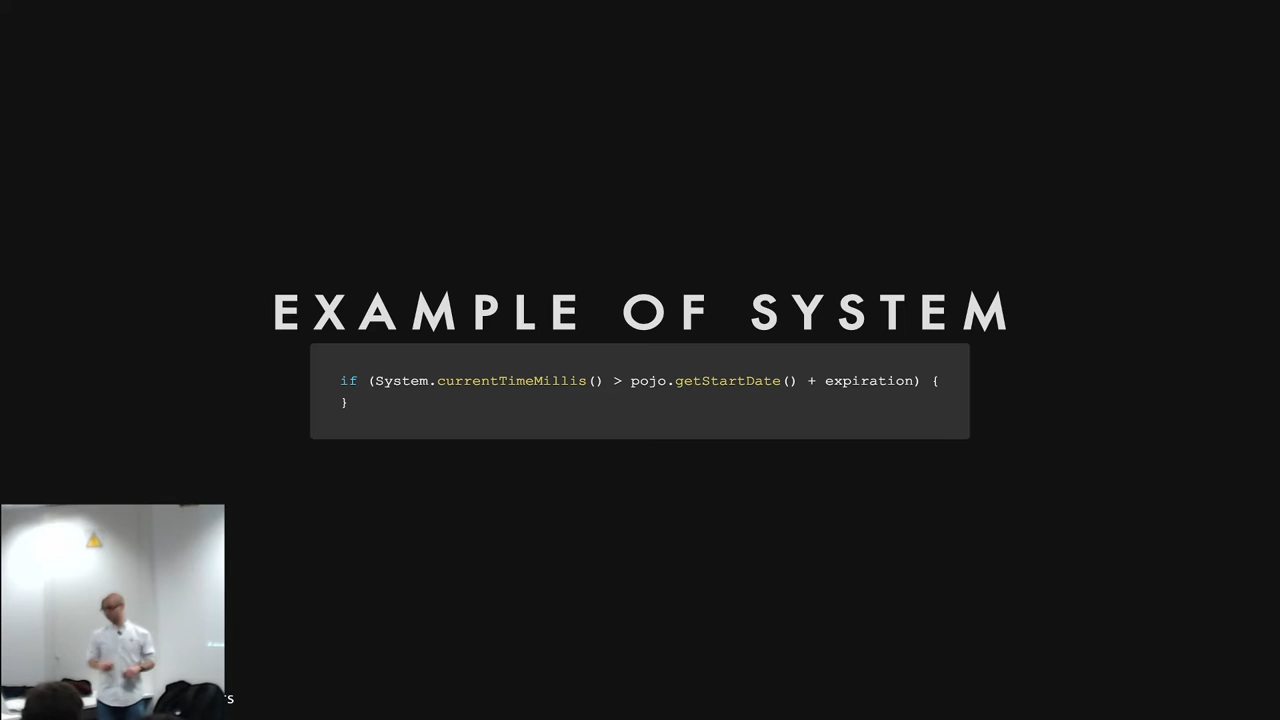 EXAMPLE OF SYSTEM
if (System.currentTimeMillis() > pojo.getStartDate() + expiration) {
}